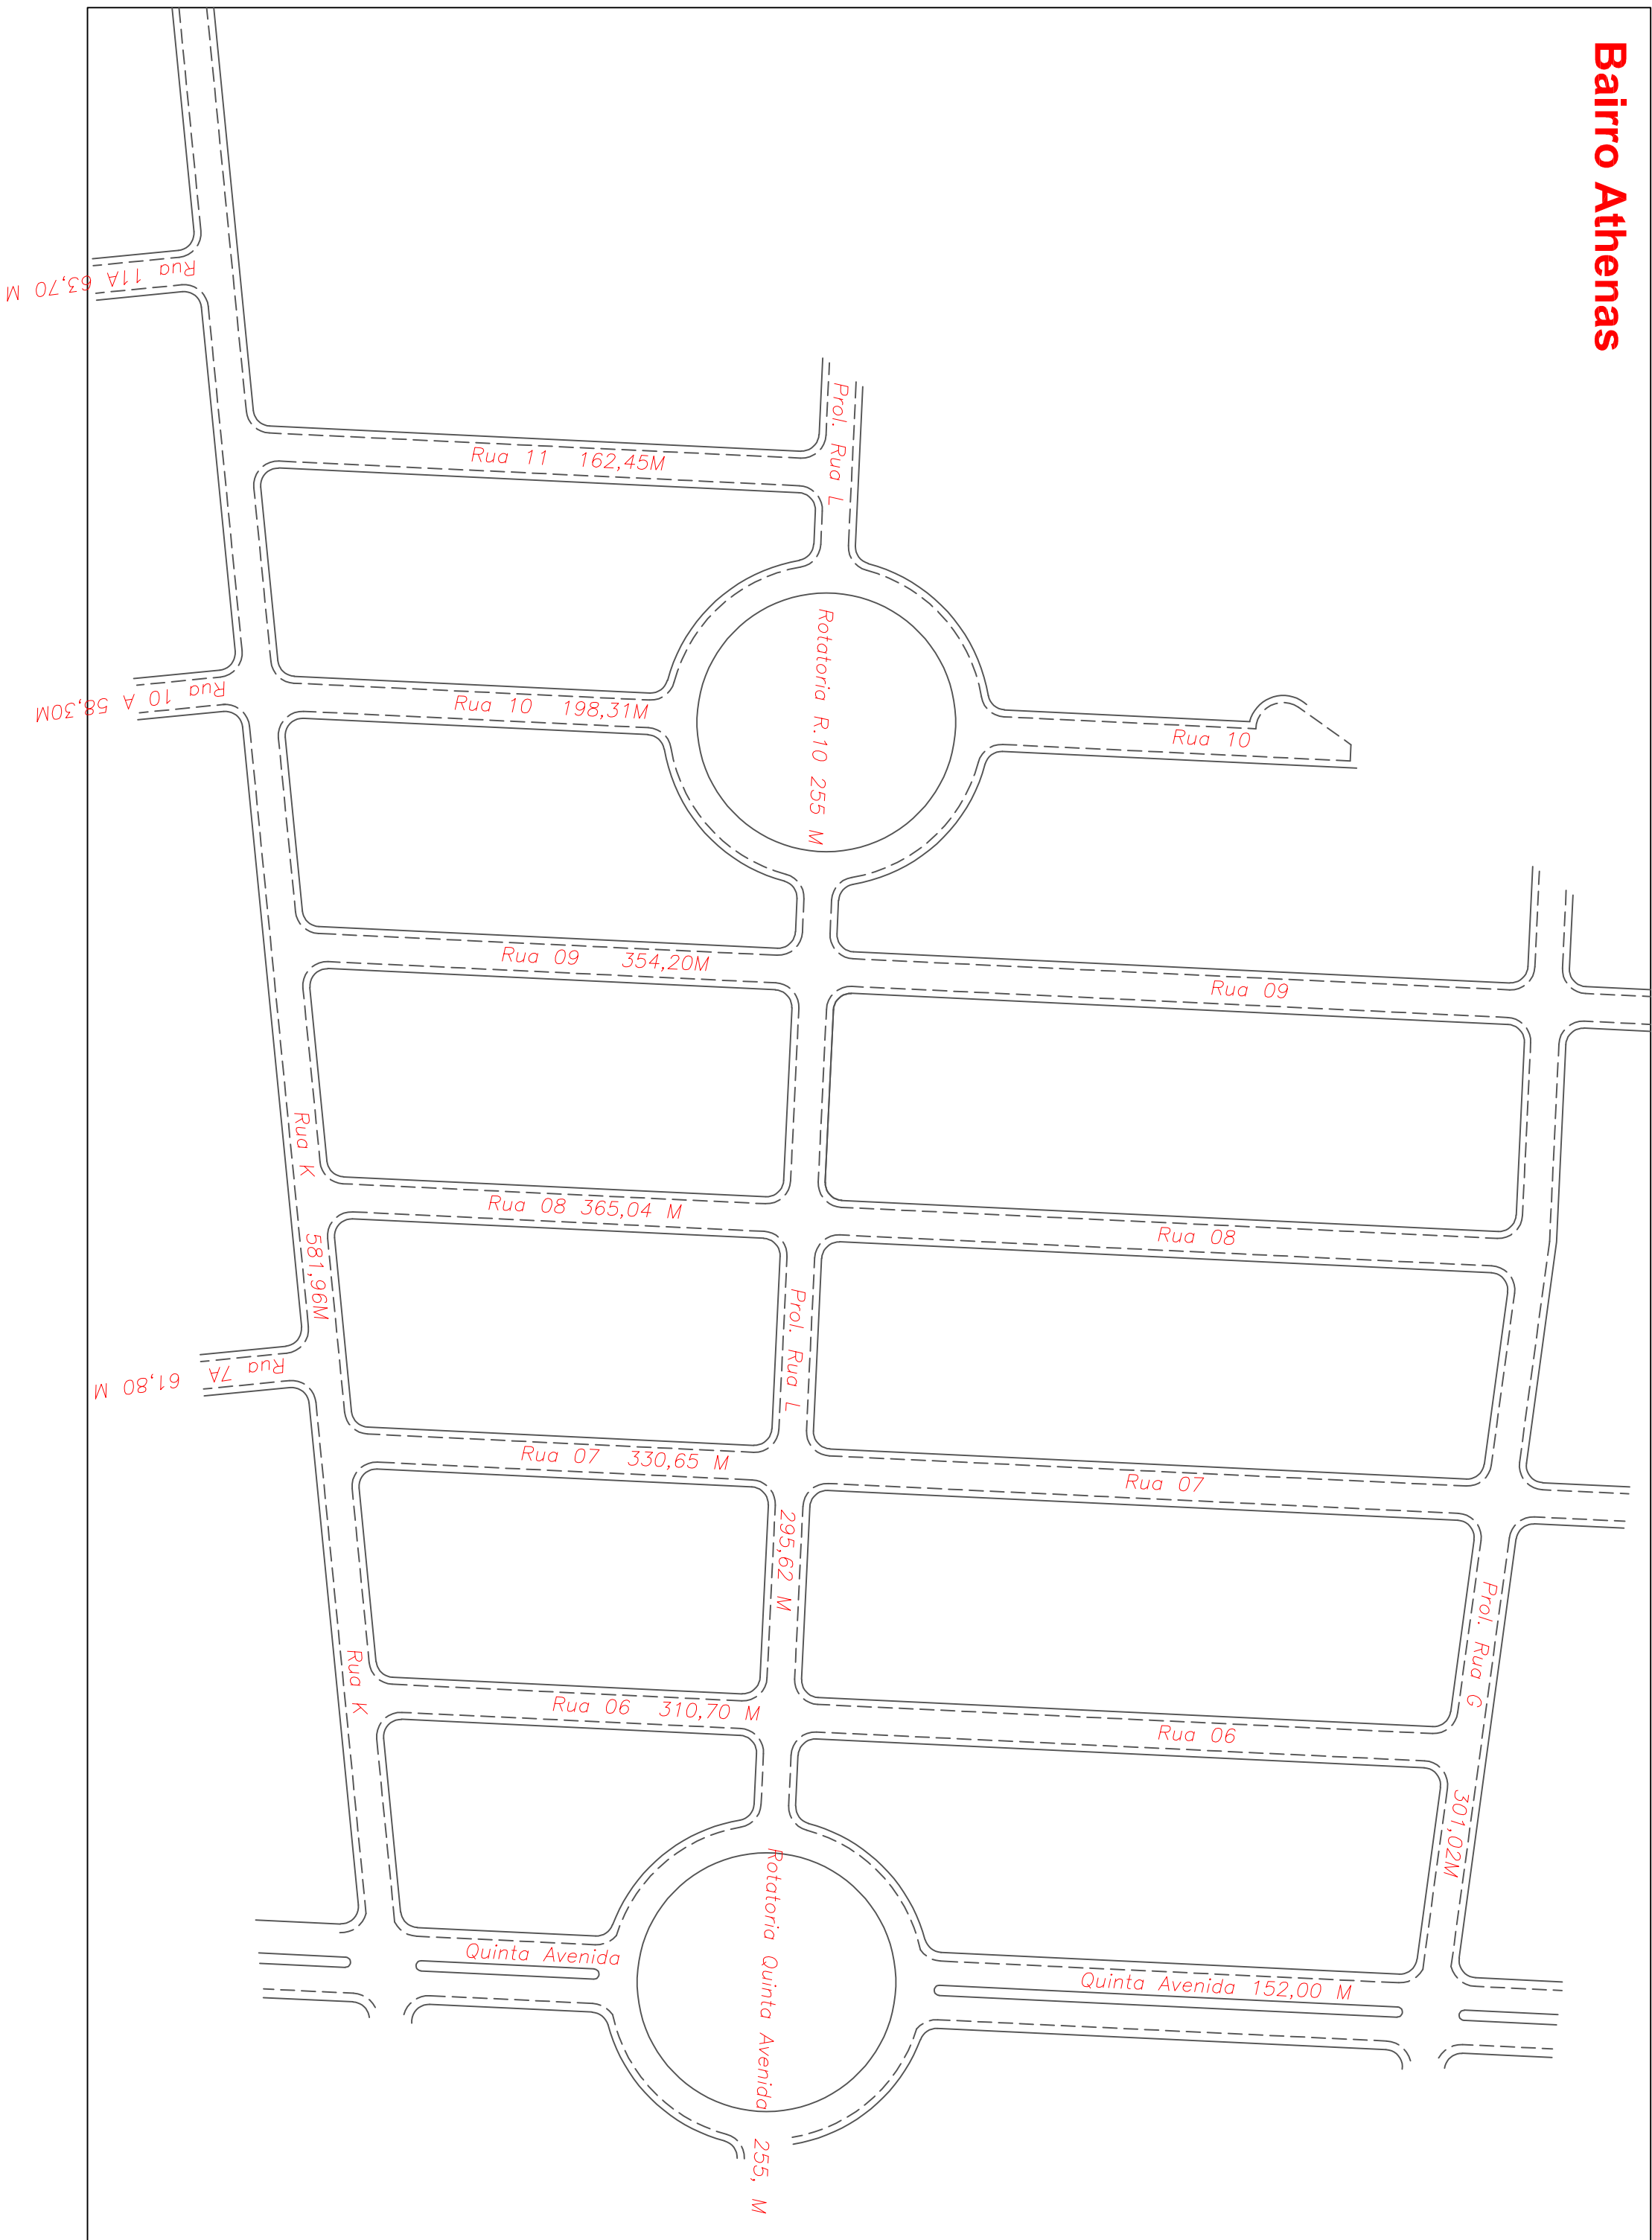 Bairro Athenas
Rua 11A 63,70 M
Prol. Rua L
Rua 11 162,45M
Rotatoria R.10 255 M
Rua 10 A 58,30M
Rua 10 198,31M
Rua 10
Rua 09 354,20M
Rua 09
Rua K
Rua 08 365,04 M
Rua 08
581,96M
Prol. Rua L
Rua 7A 61,80 M
Rua 07 330,65 M
Rua 07
295,62 M
Prol. Rua G
Rua K
Rua 06 310,70 M
Rua 06
301,02M
Rotatoria Quinta Avenida 255, M
Quinta Avenida
Quinta Avenida 152,00 M